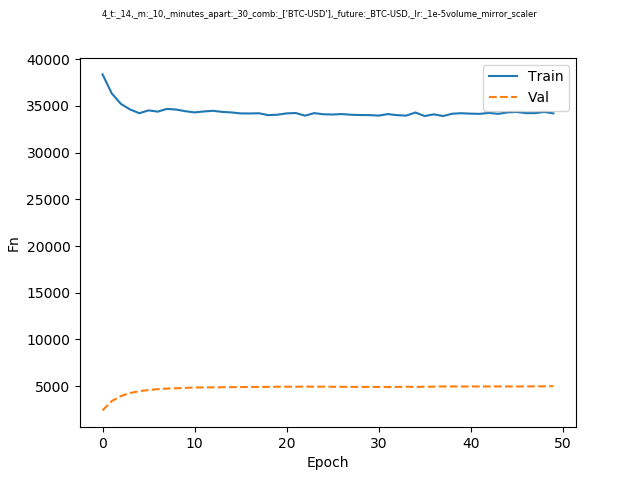 4_t:_14,_m:_10,_minutes_apart:_30_comb:_['BTC-USD'],_future:_BTC-USD,_lr:_1e-5volume_mirror_scaler
40000
35000
30000
25000
20000
15000
10000
5000
Fn
Train
Val
0 10 20 30 40 50
Epoch